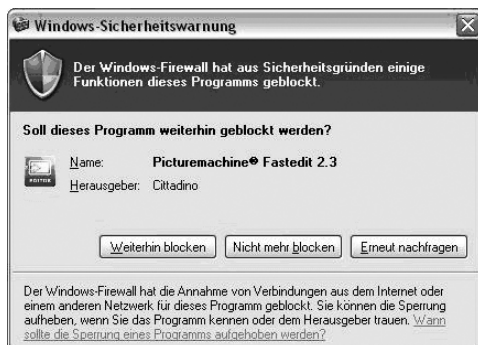 Windows-Sicherheitswarnung
Der Windows-Firewall hat aus Sicherheitsgründen einige
Funktionen dieses Programms geblockt.
Soll dieses Programm weiterhin geblockt werden?
Name: Picturemachine® Fastedit 2.3
EDITOR
Herausgeber: Cittadino
Weiterhin blocken Nicht mehr blocken Erneut nachfragen
Der Windows-Firewall hat die Annahme von Verbindungen aus dem Internet oder
einem anderen Netzwerk für dieses Programm geblockt. Sie können die Sperrung
aufheben, wenn Sie das Programm kennen oder dem Herausgeber trauen. Wann
sollte die Sperrung eines Programms aufgehoben werden?